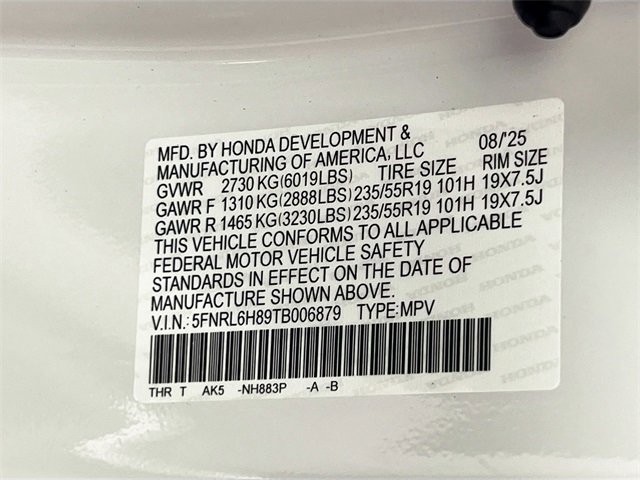 MFD. BY HONDA DEVELOPMENT &
MANUFACTURING OF AMERICA, LLC 08/'25
GVWR 2730 KG(6019LBS) TIRE SIZE RIM SIZE
GAWR F 1310 KG(2888LBS) 235/55R19 101H 19X7.5J
GAWR R 1465 KG(3230LBS) 235/55R19 101H 19X7.5J
THIS VEHICLE CONFORMS TO ALL APPLICABLE
FEDERAL MOTOR VEHICLE SAFETY
STANDARDS IN EFFECT ON THE DATE OF
MANUFACTURE SHOWN ABOVE.
V.I.N.: 5FNRL6H89TB006879 TYPE:MPV
THR T AK5 -NH883P -A -B